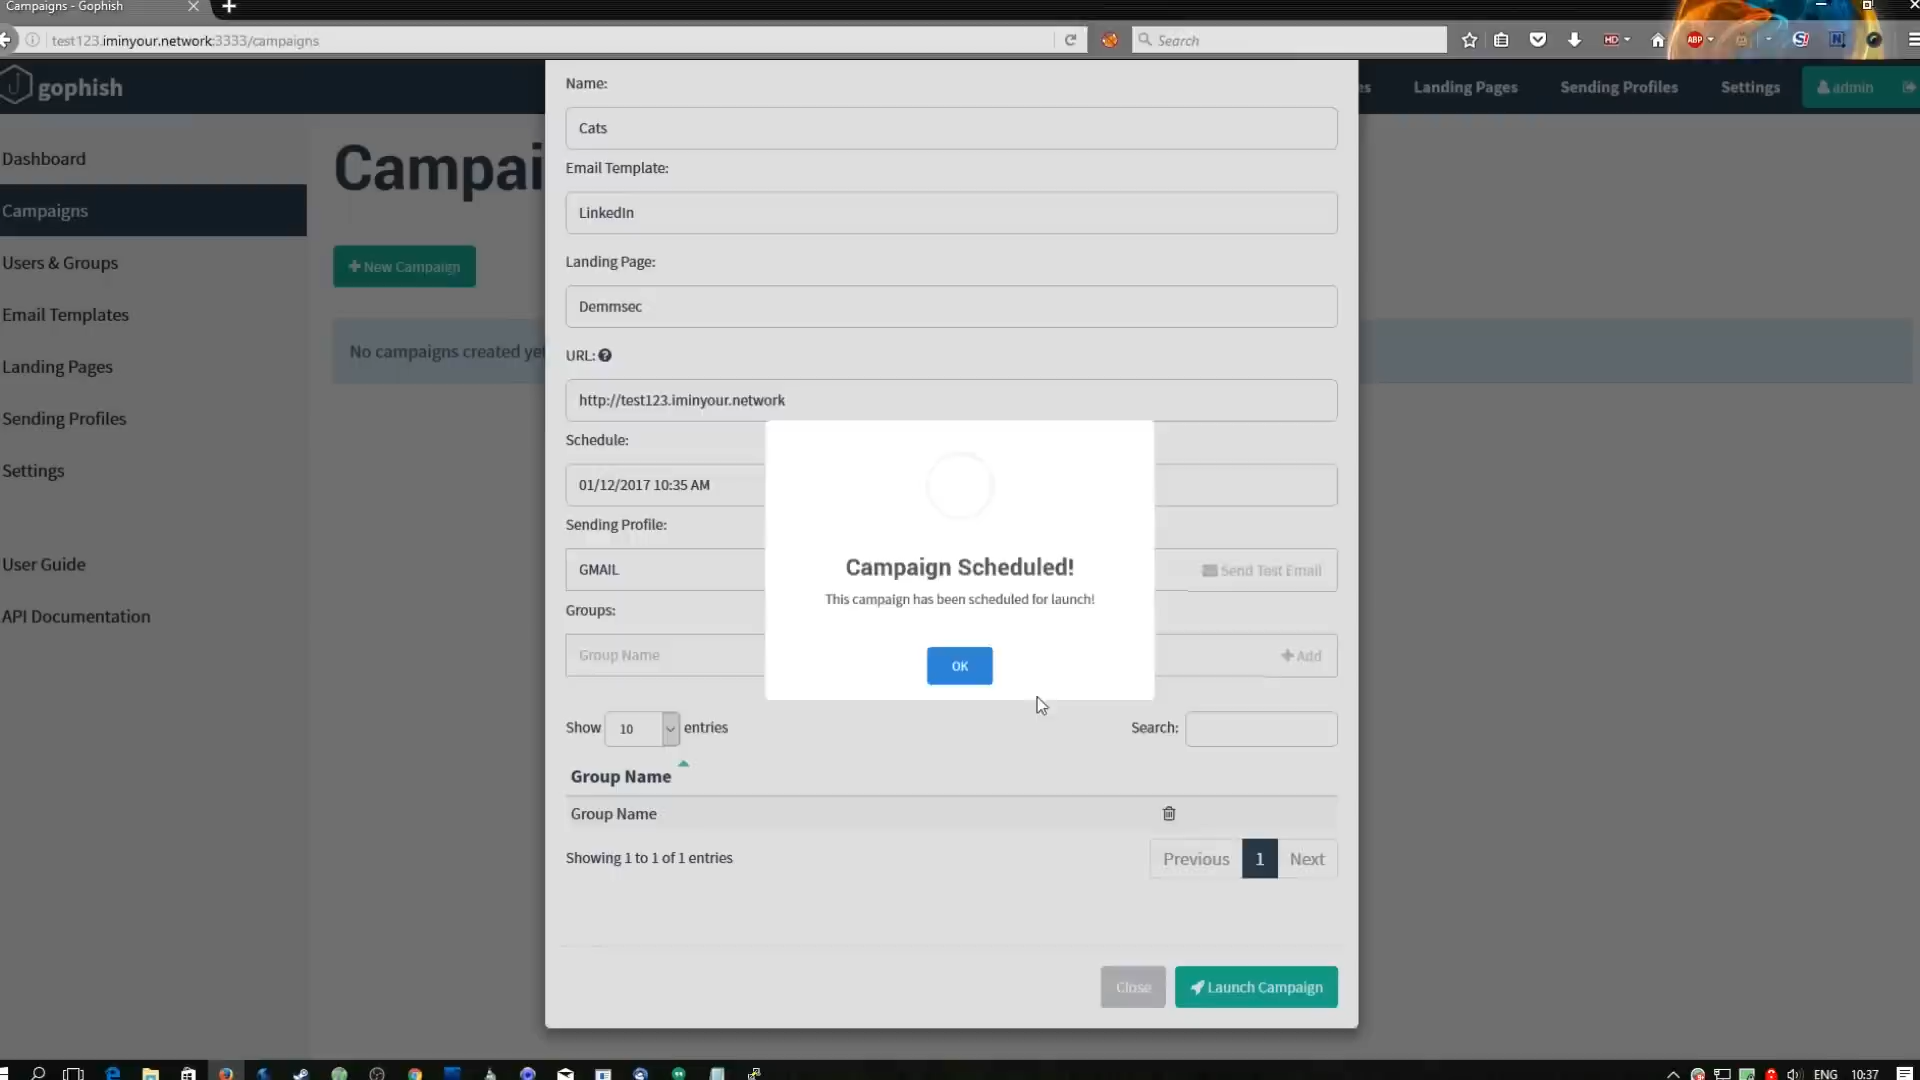 Campaigns - Gophish
test123.iminyour.network:3333/campaigns
Search
HD
ABP
gophish
es
Landing Pages
Sending Profiles
Settings
admin
Dashboard
Campaigns
Users & Groups
Email Templates
Landing Pages
Sending Profiles
Settings
User Guide
API Documentation
Campai
New Campaign
No campaigns created yet
Name:
Cats
Email Template:
LinkedIn
Landing Page:
Demmsec
URL:
http://test123.iminyour.network
Schedule:
01/12/2017 10:35 AM
Sending Profile:
GMAIL
Send Test Email
Groups:
Group Name
Add
Campaign Scheduled!
This campaign has been scheduled for launch!
OK
Show 10 entries
Search:
Group Name
Group Name
Showing 1 to 1 of 1 entries
Previous 1 Next
Close
Launch Campaign
ENG 10:37